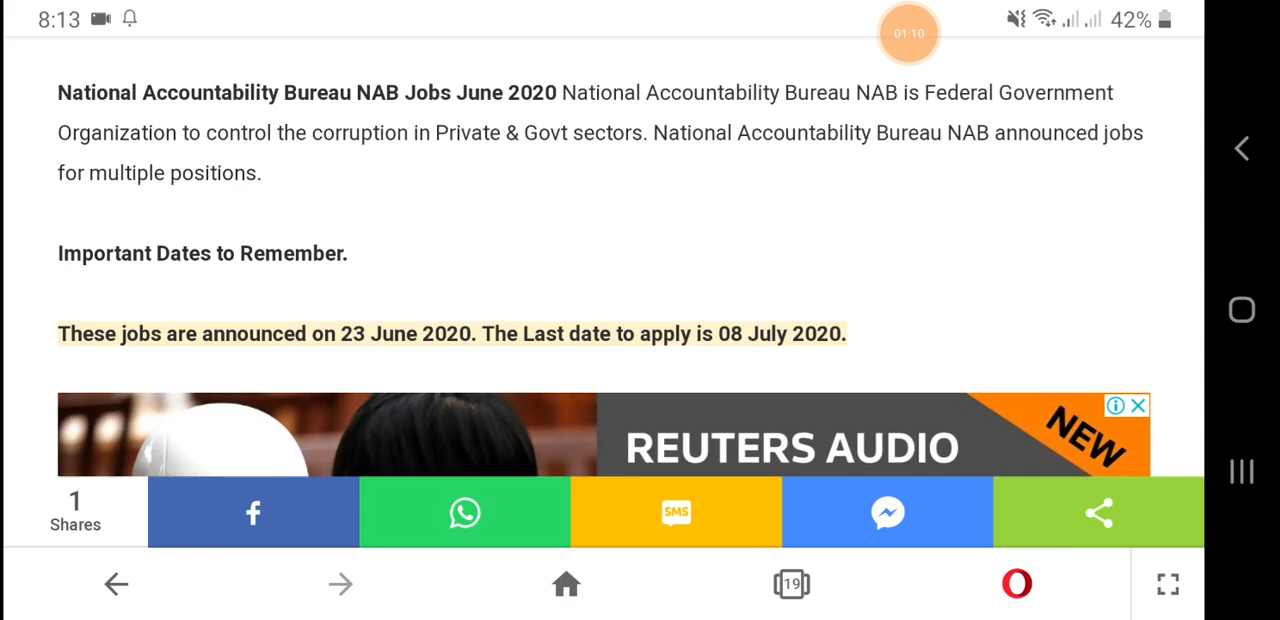 8:13
01:10
42%
National Accountability Bureau NAB Jobs June 2020 National Accountability Bureau NAB is Federal Government
Organization to control the corruption in Private & Govt sectors. National Accountability Bureau NAB announced jobs
for multiple positions.
Important Dates to Remember.
These jobs are announced on 23 June 2020. The Last date to apply is 08 July 2020.
REUTERS AUDIO
NEW
1
Shares
SMS
19